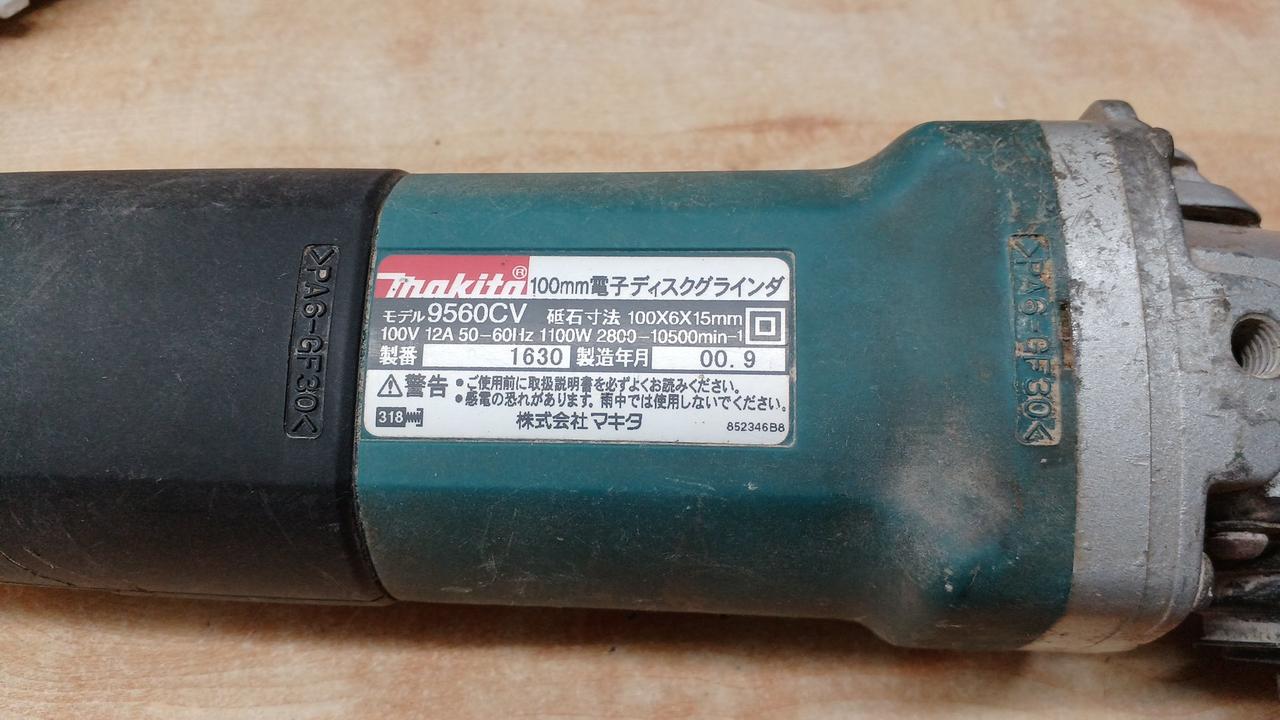 >PA6-GF30<
makita® 100mm電子ディスクグラインダ
モデル 9560CV 砥石寸法 100X6X15mm
100V 12A 50-60Hz 1100W 2800-10500min-1
製番 1630 製造年月 00. 9
警告 •ご使用前に取扱説明書を必ずよくお読みください。
•感電の恐れがあります。雨中では使用しないでください。
318 株式会社 マキタ 852346B8
>PA6-GF30<